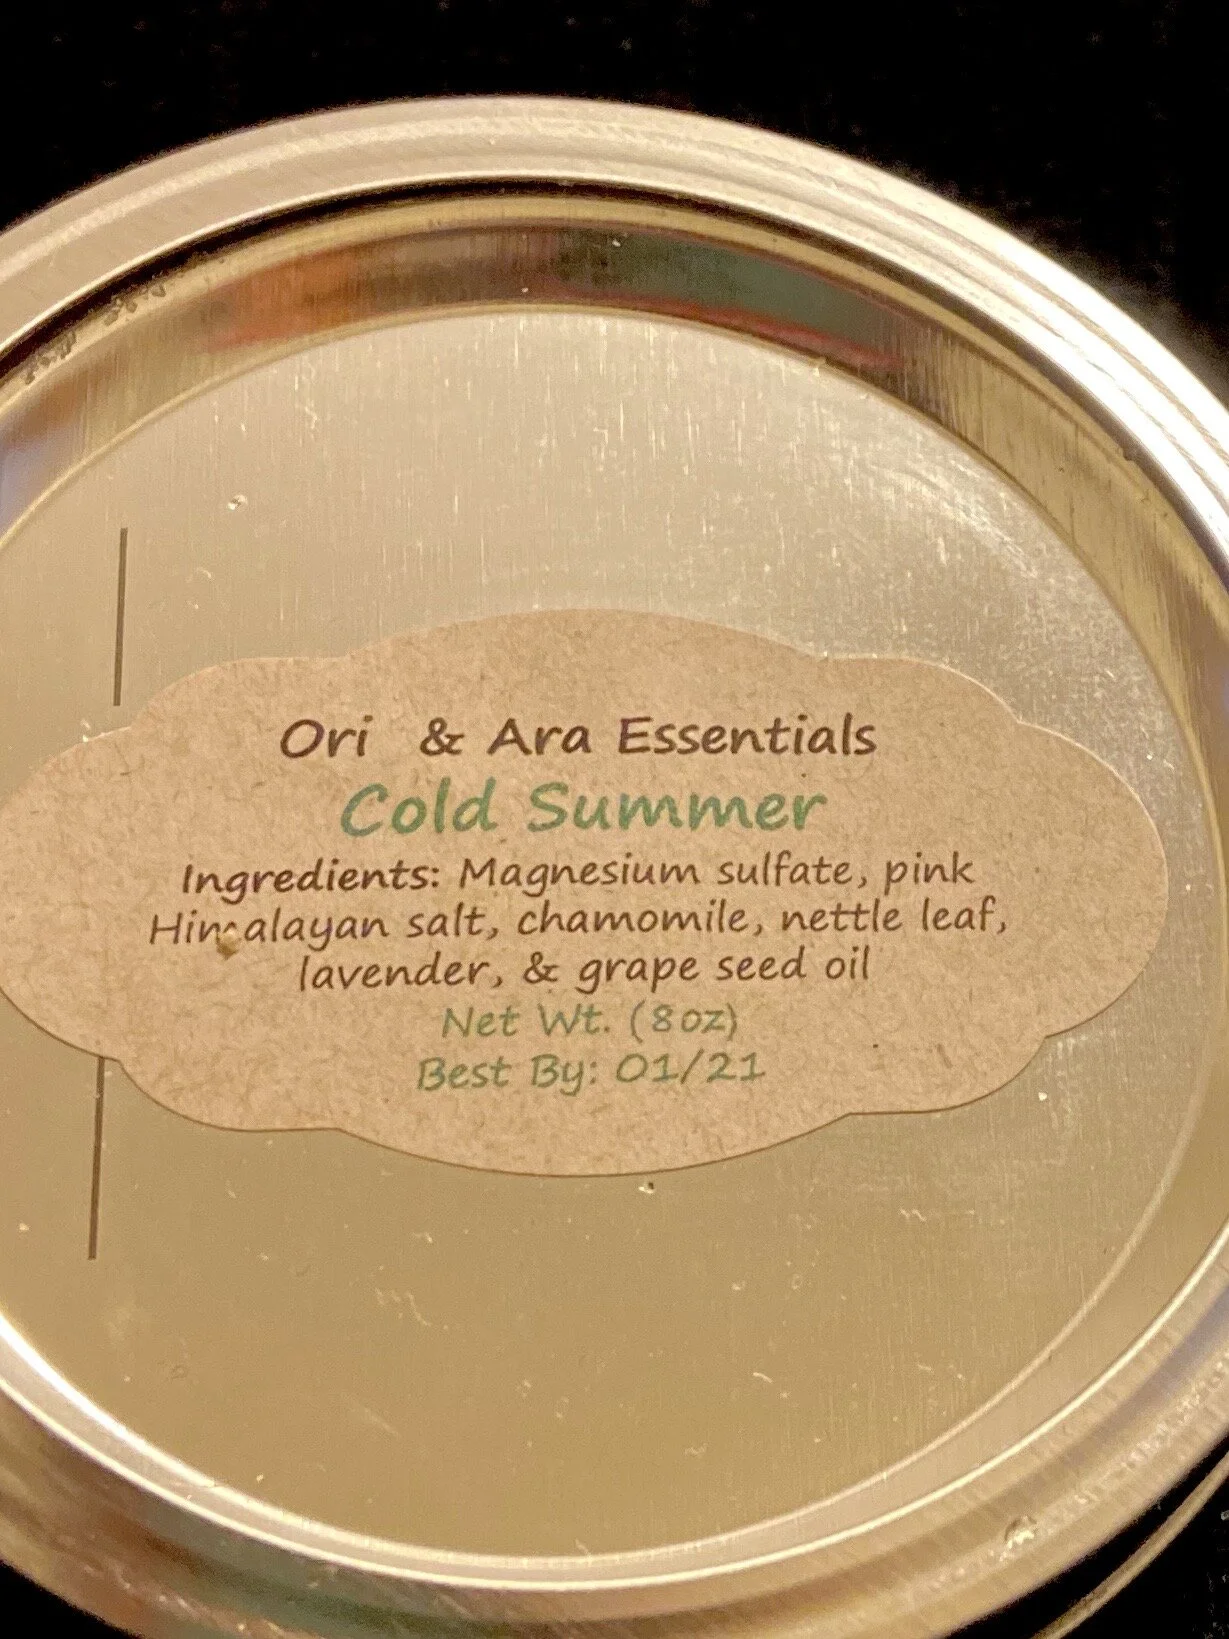 Ori & Ara Essentials
Cold Summer
Ingredients: Magnesium sulfate, pink
Himalayan salt, chamomile, nettle leaf,
lavender, & grape seed oil
Net Wt. (8oz)
Best By: 01/21